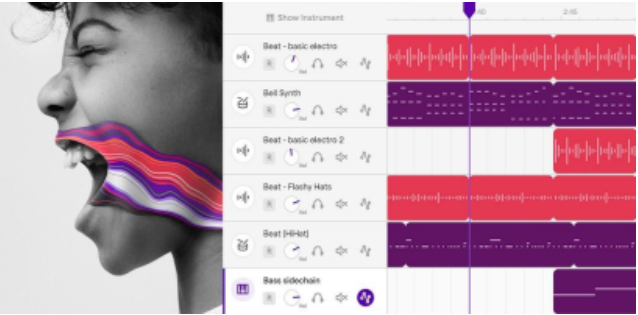 Show Instrument
2:45
Beat - basic electro
R
Bell Synth
R
Beat - basic electro 2
R
Beat - Flashy Hats
R
Beat [HiHat]
R
Bass sidechain
R